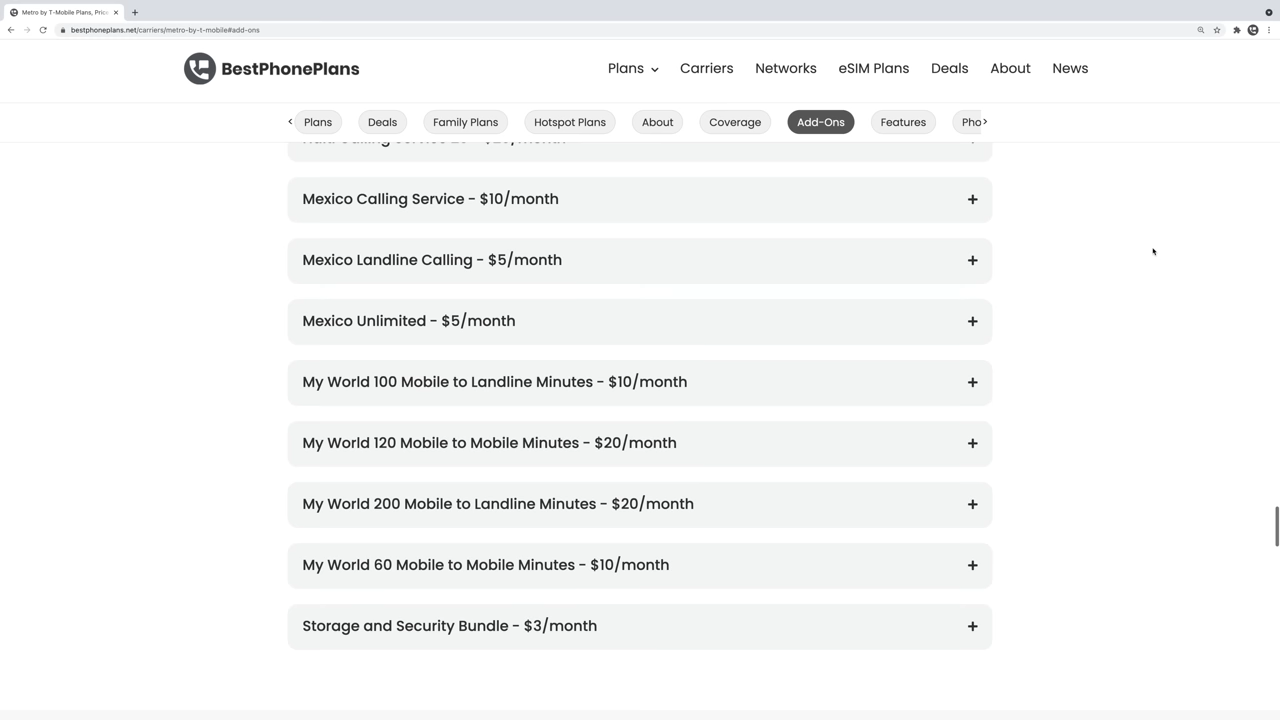 Metro by T-Mobile Plans, Pric
bestphoneplans.net/carriers/metro-by-t-mobile#add-ons
BestPhonePlans
Plans
Carriers
Networks
eSIM Plans
Deals
About
News
Plans
Deals
Family Plans
Hotspot Plans
About
Coverage
Add-Ons
Features
Pho
Mexico Calling Service - $10/month
Mexico Landline Calling - $5/month
Mexico Unlimited - $5/month
My World 100 Mobile to Landline Minutes - $10/month
My World 120 Mobile to Mobile Minutes - $20/month
My World 200 Mobile to Landline Minutes - $20/month
My World 60 Mobile to Mobile Minutes - $10/month
Storage and Security Bundle - $3/month